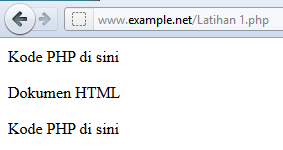 www.example.net/Latihan 1.php
Kode PHP di sini
Dokumen HTML
Kode PHP di sini